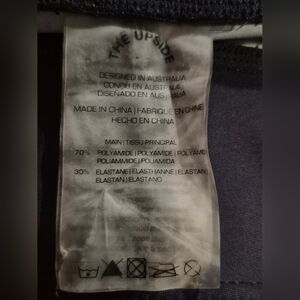 THE UPSIDE
DESIGNED IN AUSTRALIA
CONÇU EN AUSTRALIA
DISEÑADO EN AUSTRALIA
MADE IN CHINA | FABRIQUÉ EN CHINE
HECHO EN CHINA
MAIN | TISSU PRINCIPAL
70% POLYAMIDE | POLYAMIDE | POLYAMID
POLIAMMIDE | POLIAMIDA
30% ELASTANE | ELASTHANNE | ELASTAN
ELASTAN | ELASTANO